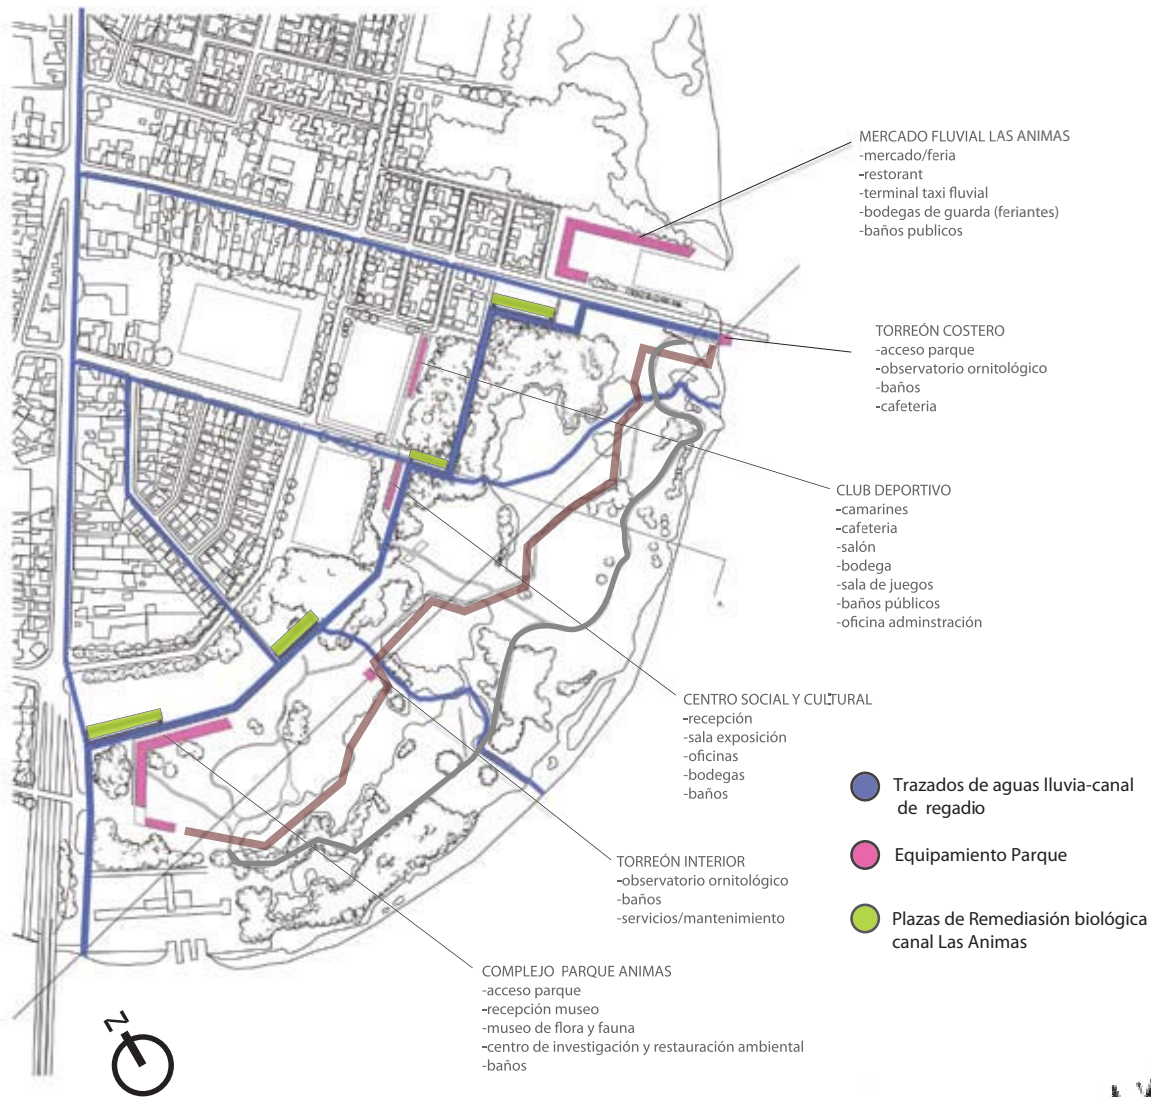 MERCADO FLUVIAL LAS ANIMAS
-mercado/feria
-restorant
-terminal taxi fluvial
-bodegas de guarda (feriantes)
-baños publicos
TORREÓN COSTERO
-acceso parque
-observatorio ornitológico
-baños
-cafeteria
CLUB DEPORTIVO
-camarines
-cafeteria
-salón
-bodega
-sala de juegos
-baños públicos
-oficina adminstración
CENTRO SOCIAL Y CULTURAL
-recepción
-sala exposición
-oficinas
-bodegas
-baños
Trazados de aguas lluvia-canal
de regadio
Equipamiento Parque
Plazas de Remediasión biológica
canal Las Animas
TORREÓN INTERIOR
-observatorio ornitológico
-baños
-servicios/mantenimiento
COMPLEJO PARQUE ANIMAS
-acceso parque
-recepción museo
-museo de flora y fauna
-centro de investigación y restauración ambiental
-baños
N